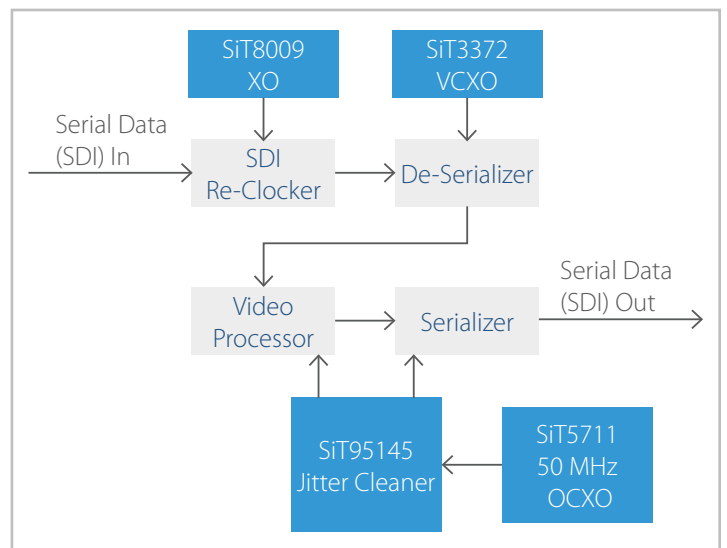 SiT8009
XO
SiT3372
VCXO
Serial Data
(SDI) In
SDI
Re-Clocker
De-Serializer
Video
Processor
Serializer
Serial Data
(SDI) Out
SiT95145
Jitter Cleaner
SiT5711
50 MHz
OCXO